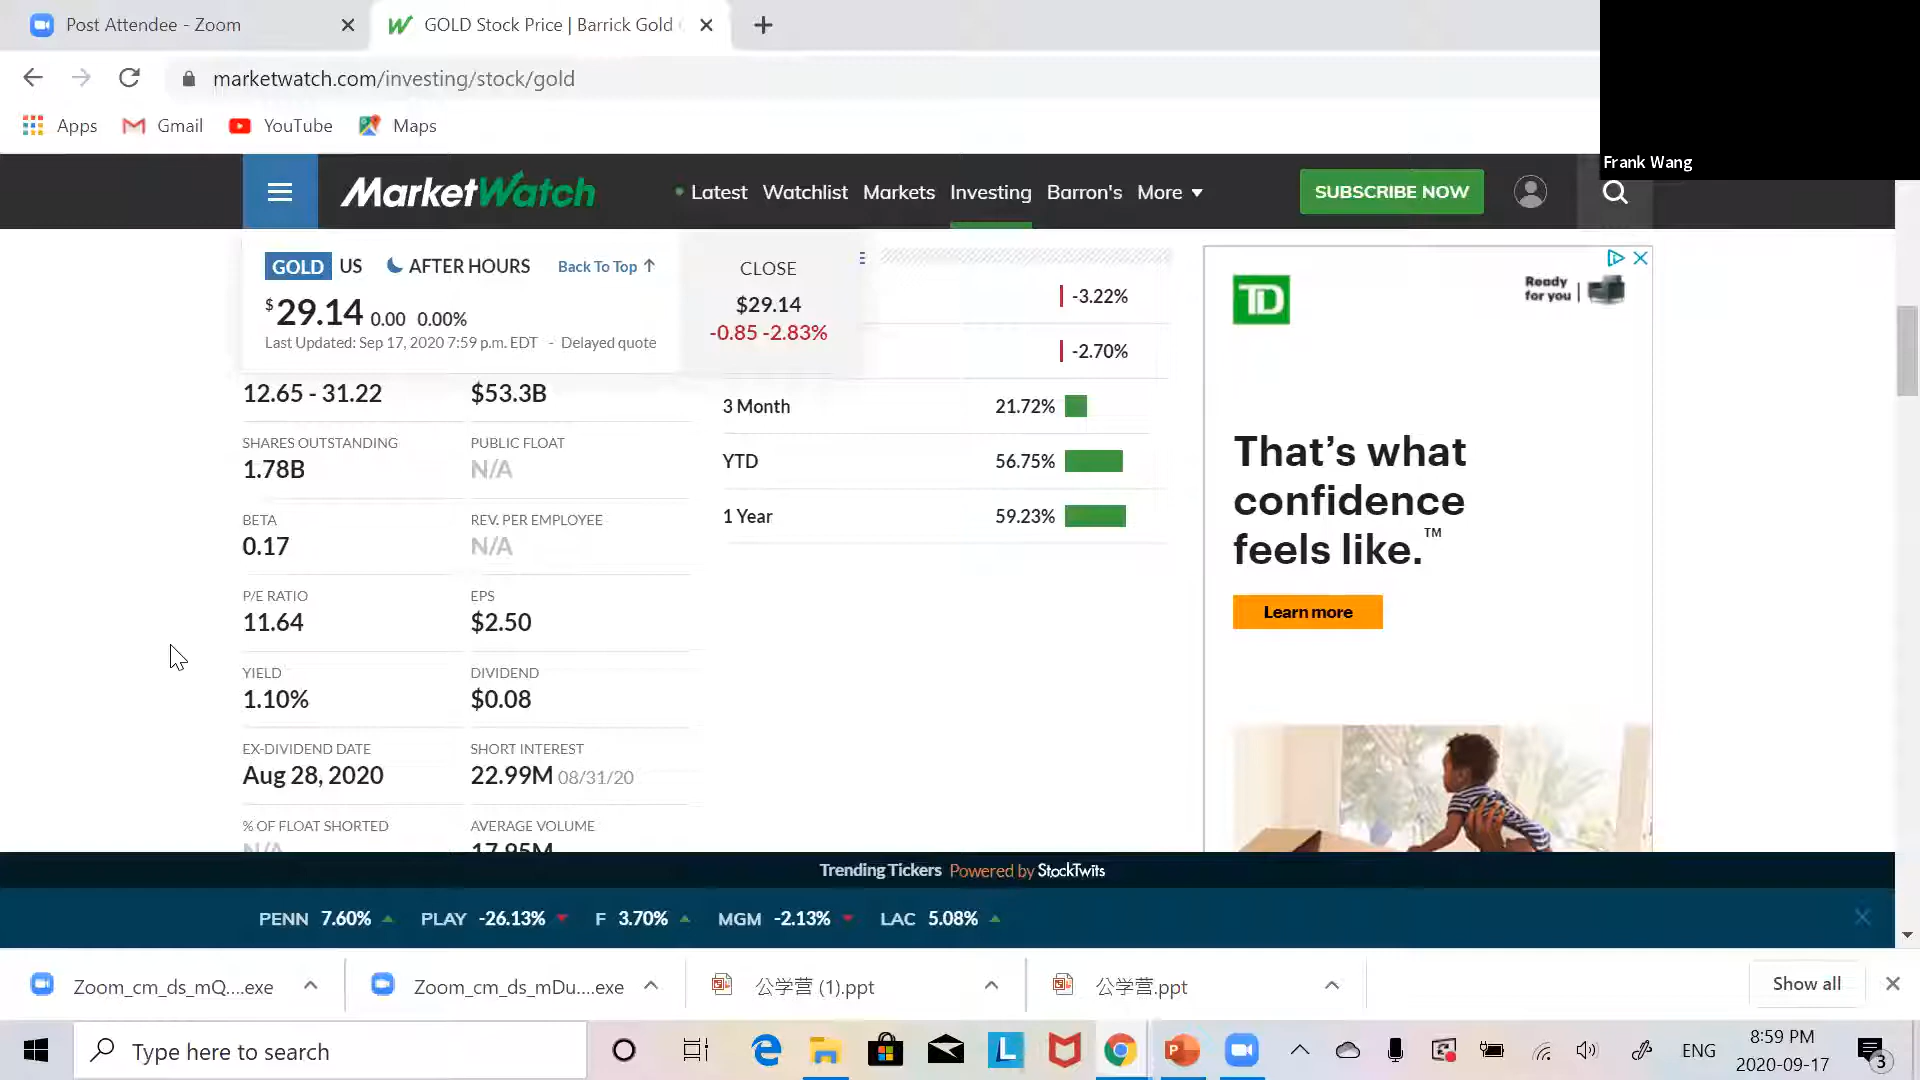 Post Attendee - Zoom
GOLD Stock Price | Barrick Gold
marketwatch.com/investing/stock/gold
Apps Gmail YouTube Maps
Frank Wang
MarketWatch Latest Watchlist Markets Investing Barron's More SUBSCRIBE NOW
GOLD US AFTER HOURS Back To Top
$29.14 0.00 0.00%
Last Updated: Sep 17, 2020 7:59 p.m. EDT - Delayed quote
CLOSE
$29.14
-0.85 -2.83%
12.65 - 31.22 $53.3B
SHARES OUTSTANDING PUBLIC FLOAT
1.78B N/A
BETA REV. PER EMPLOYEE
0.17 N/A
P/E RATIO EPS
11.64 $2.50
YIELD DIVIDEND
1.10% $0.08
EX-DIVIDEND DATE SHORT INTEREST
Aug 28, 2020 22.99M 08/31/20
% OF FLOAT SHORTED AVERAGE VOLUME
N/A 17.95M
-3.22%
-2.70%
3 Month 21.72%
YTD 56.75%
1 Year 59.23%
TD
Ready
for you
That's what
confidence
feels like.™
Learn more
Trending Tickers Powered by StockTwits
PENN 7.60% PLAY -26.13% F 3.70% MGM -2.13% LAC 5.08%
Zoom_cm_ds_mQ....exe Zoom_cm_ds_mDu....exe 公学营 (1).ppt 公学营.ppt Show all
Type here to search
L
P
ENG
8:59 PM
2020-09-17
3